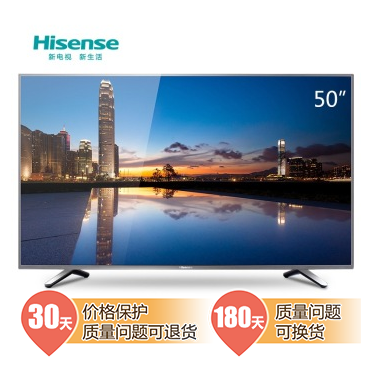 Hisense
新电视 新生活
50”
Hisense
30天
价格保护
质量问题可退货
180天
质量问题
可换货